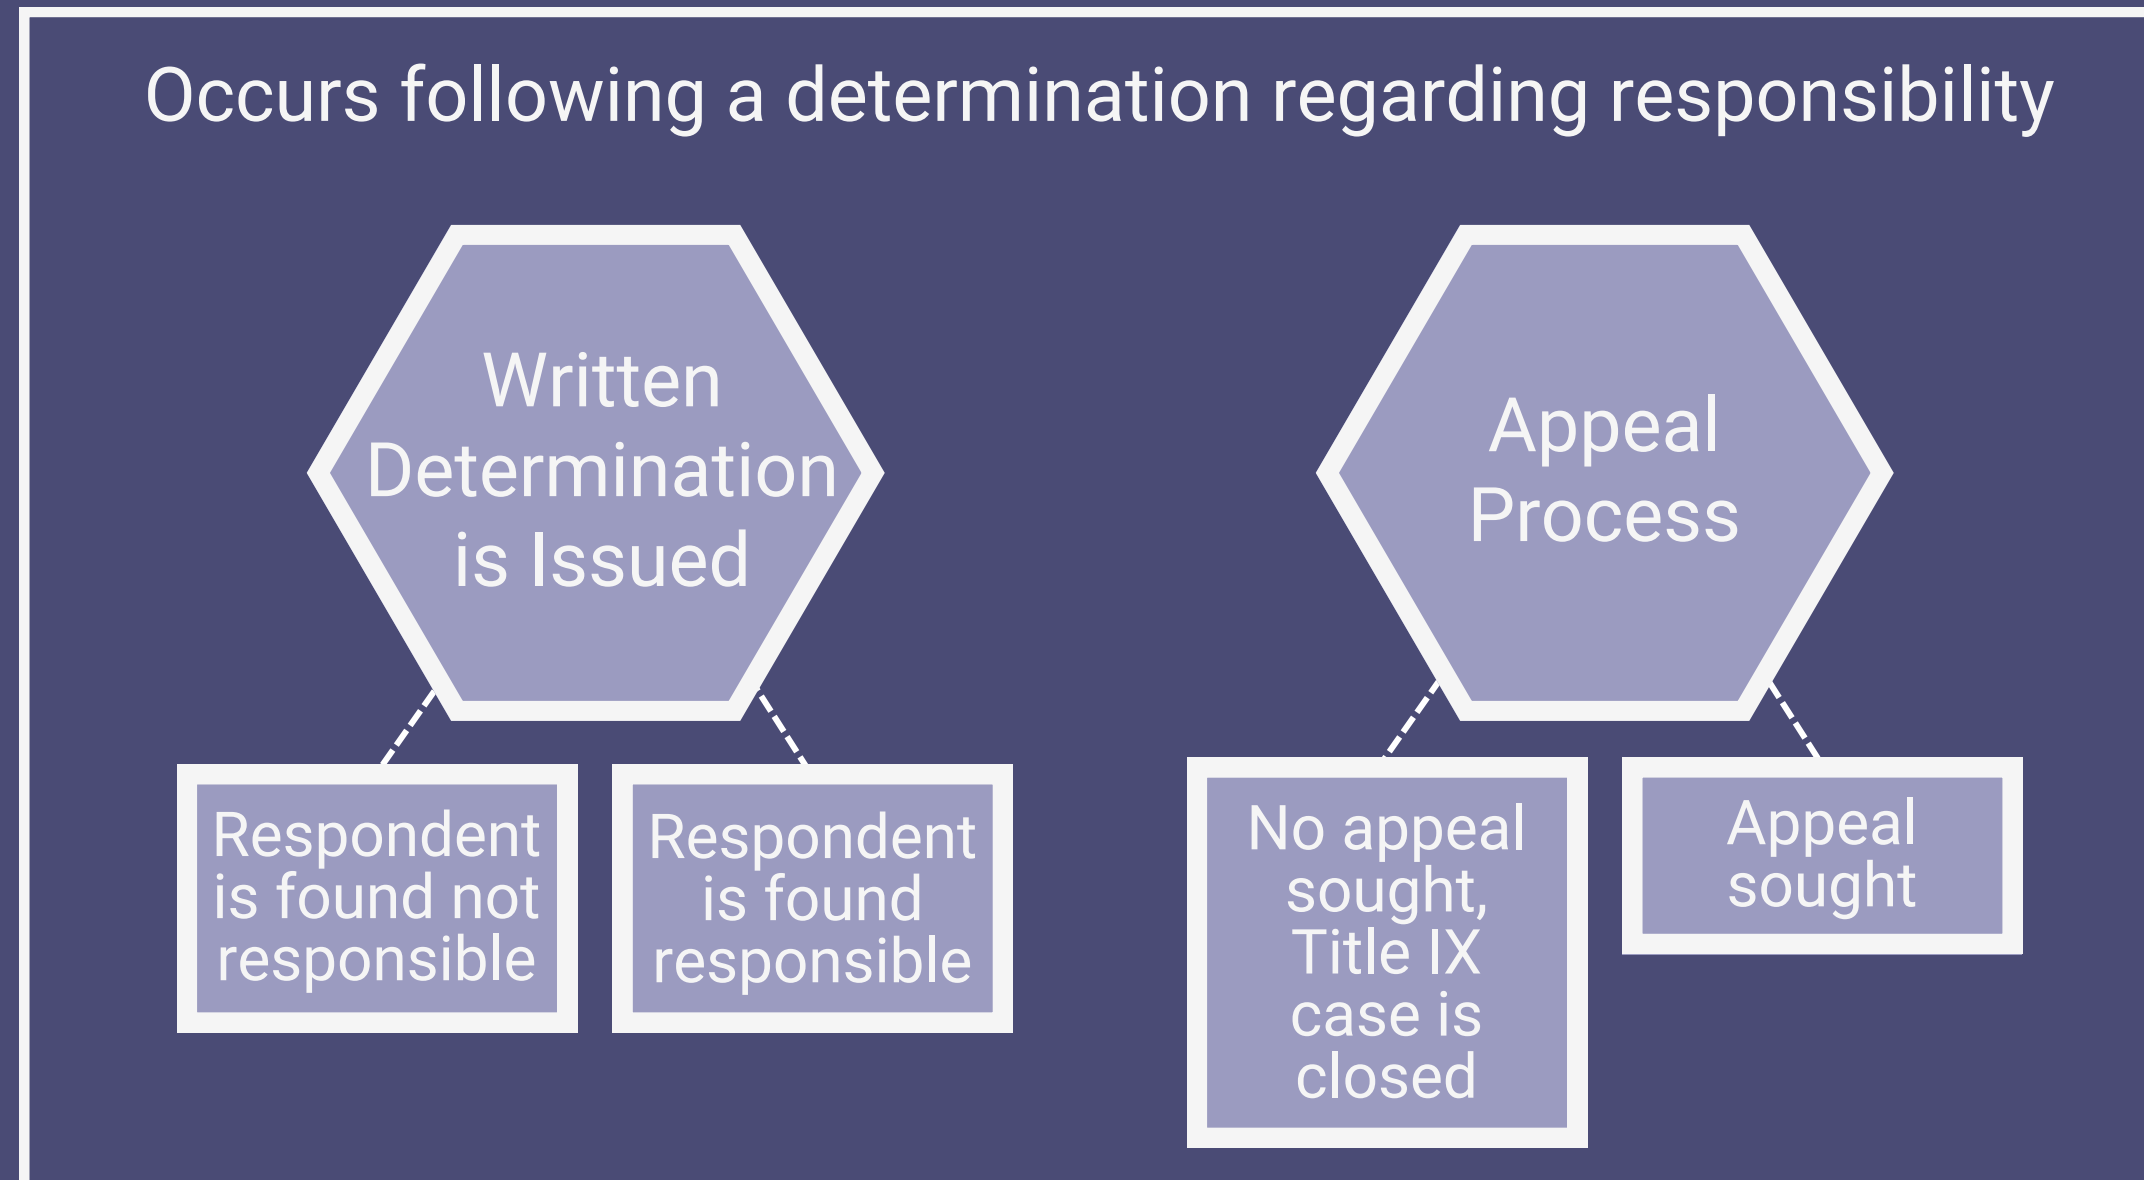 Occurs following a determination regarding responsibility
Written
Determination
is Issued
Respondent
is found not
responsible
Respondent
is found
responsible
Appeal
Process
No appeal
sought,
Title IX
case is
closed
Appeal
sought